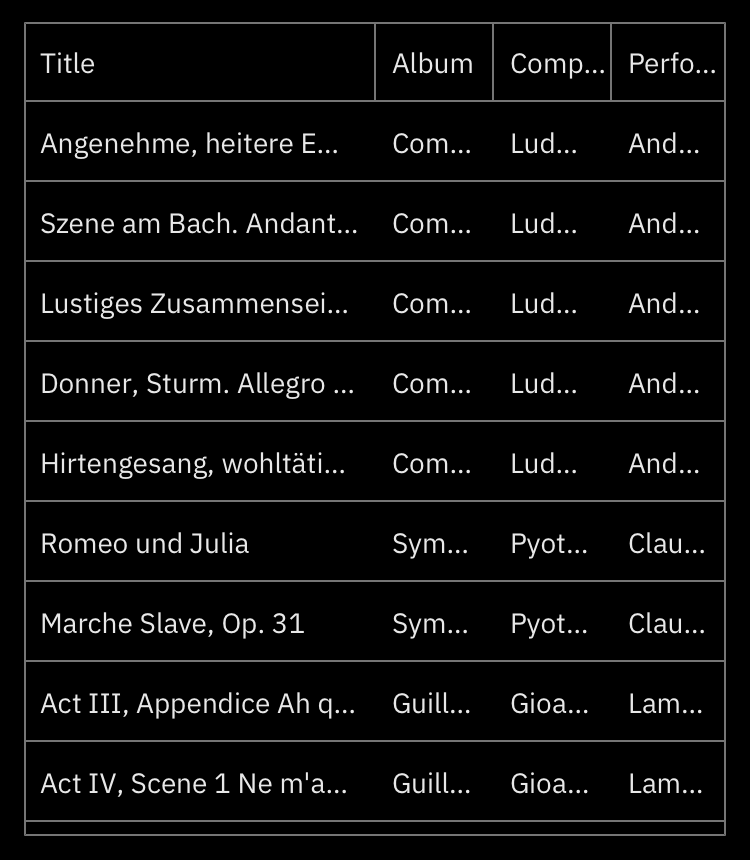 Title Album Comp... Perfo...
Angenehme, heitere E... Com... Lud... And...
Szene am Bach. Andant... Com... Lud... And...
Lustiges Zusammensei... Com... Lud... And...
Donner, Sturm. Allegro ... Com... Lud... And...
Hirtengesang, wohltäti... Com... Lud... And...
Romeo und Julia Sym... Pyot... Clau...
Marche Slave, Op. 31 Sym... Pyot... Clau...
Act III, Appendice Ah q... Guill... Gioa... Lam...
Act IV, Scene 1 Ne m'a... Guill... Gioa... Lam...